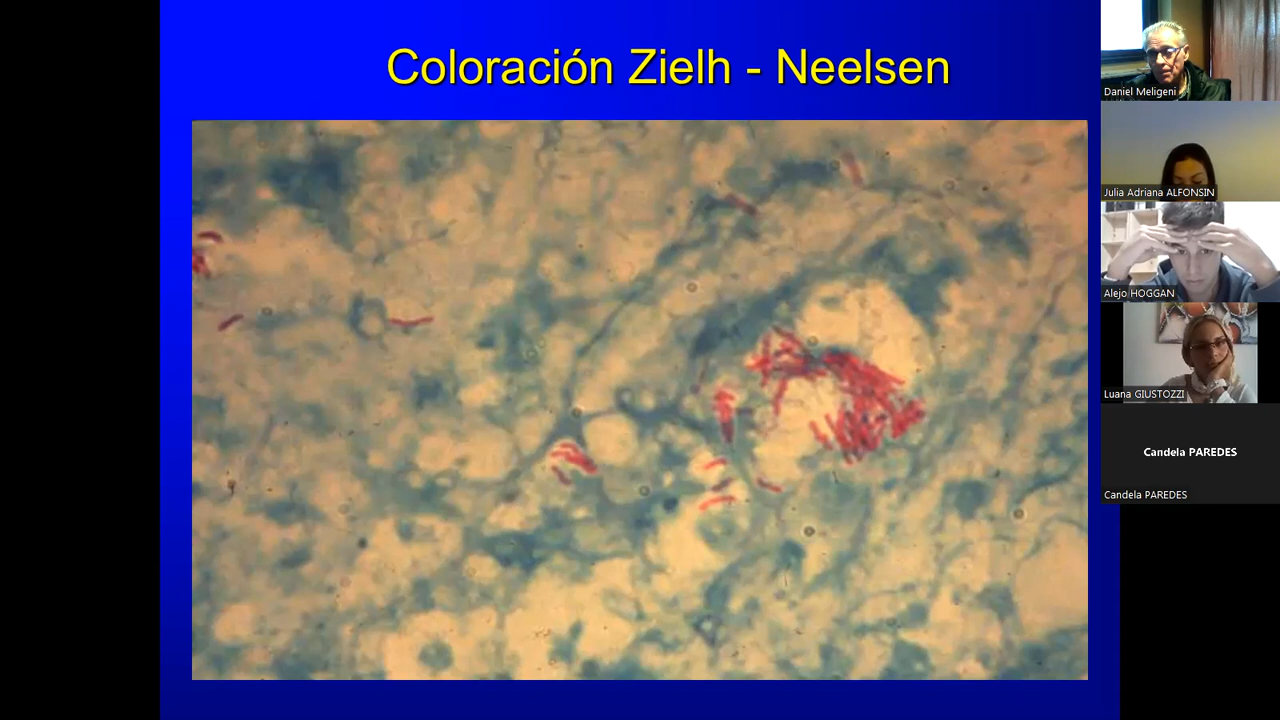 Coloración Zielh - Neelsen
Daniel Meligeni
Julia Adriana ALFONSIN
Alejo HOGGAN
Luana GIUSTOZZI
Candela PAREDES
Candela PAREDES